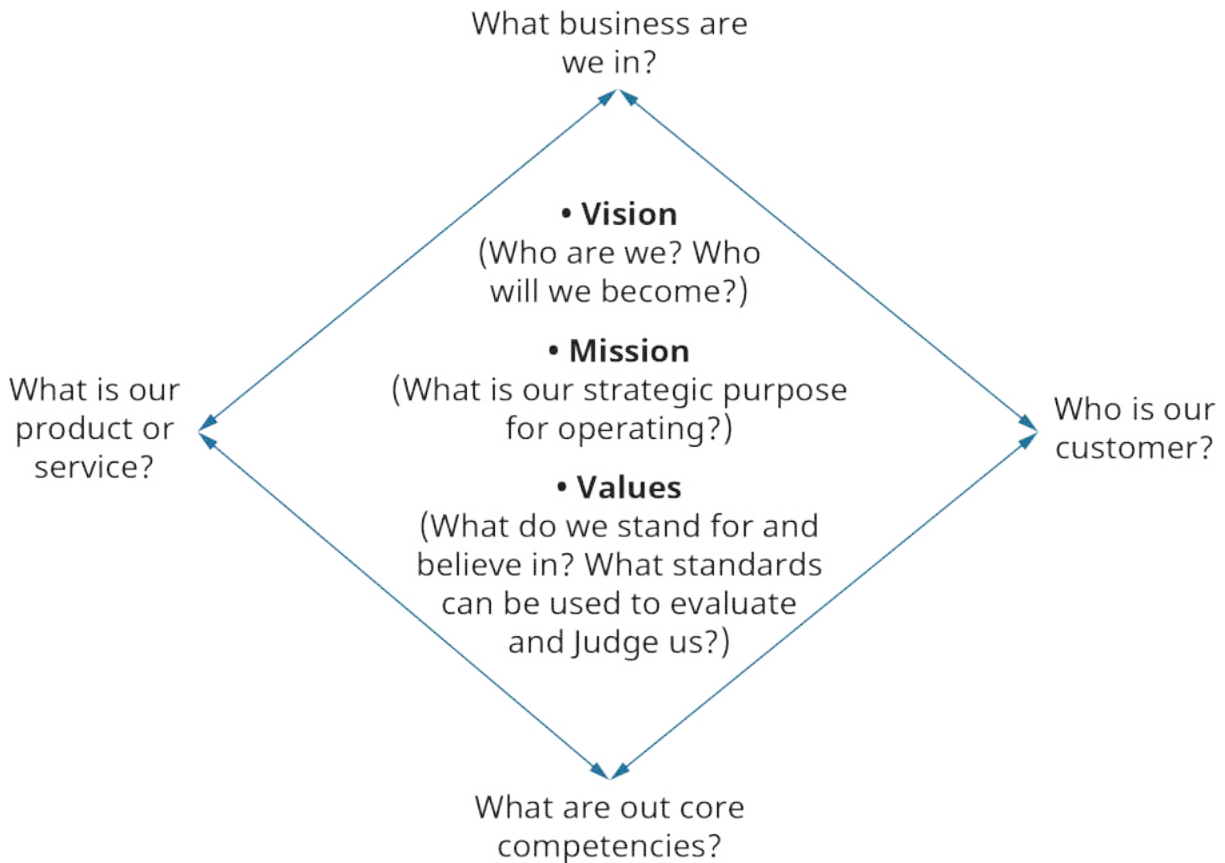 What business are
we in?
• Vision
(Who are we? Who
will we become?)
• Mission
(What is our strategic purpose
for operating?)
What is our
product or
service?
Who is our
customer?
• Values
(What do we stand for and
believe in? What standards
can be used to evaluate
and Judge us?)
What are out core
competencies?